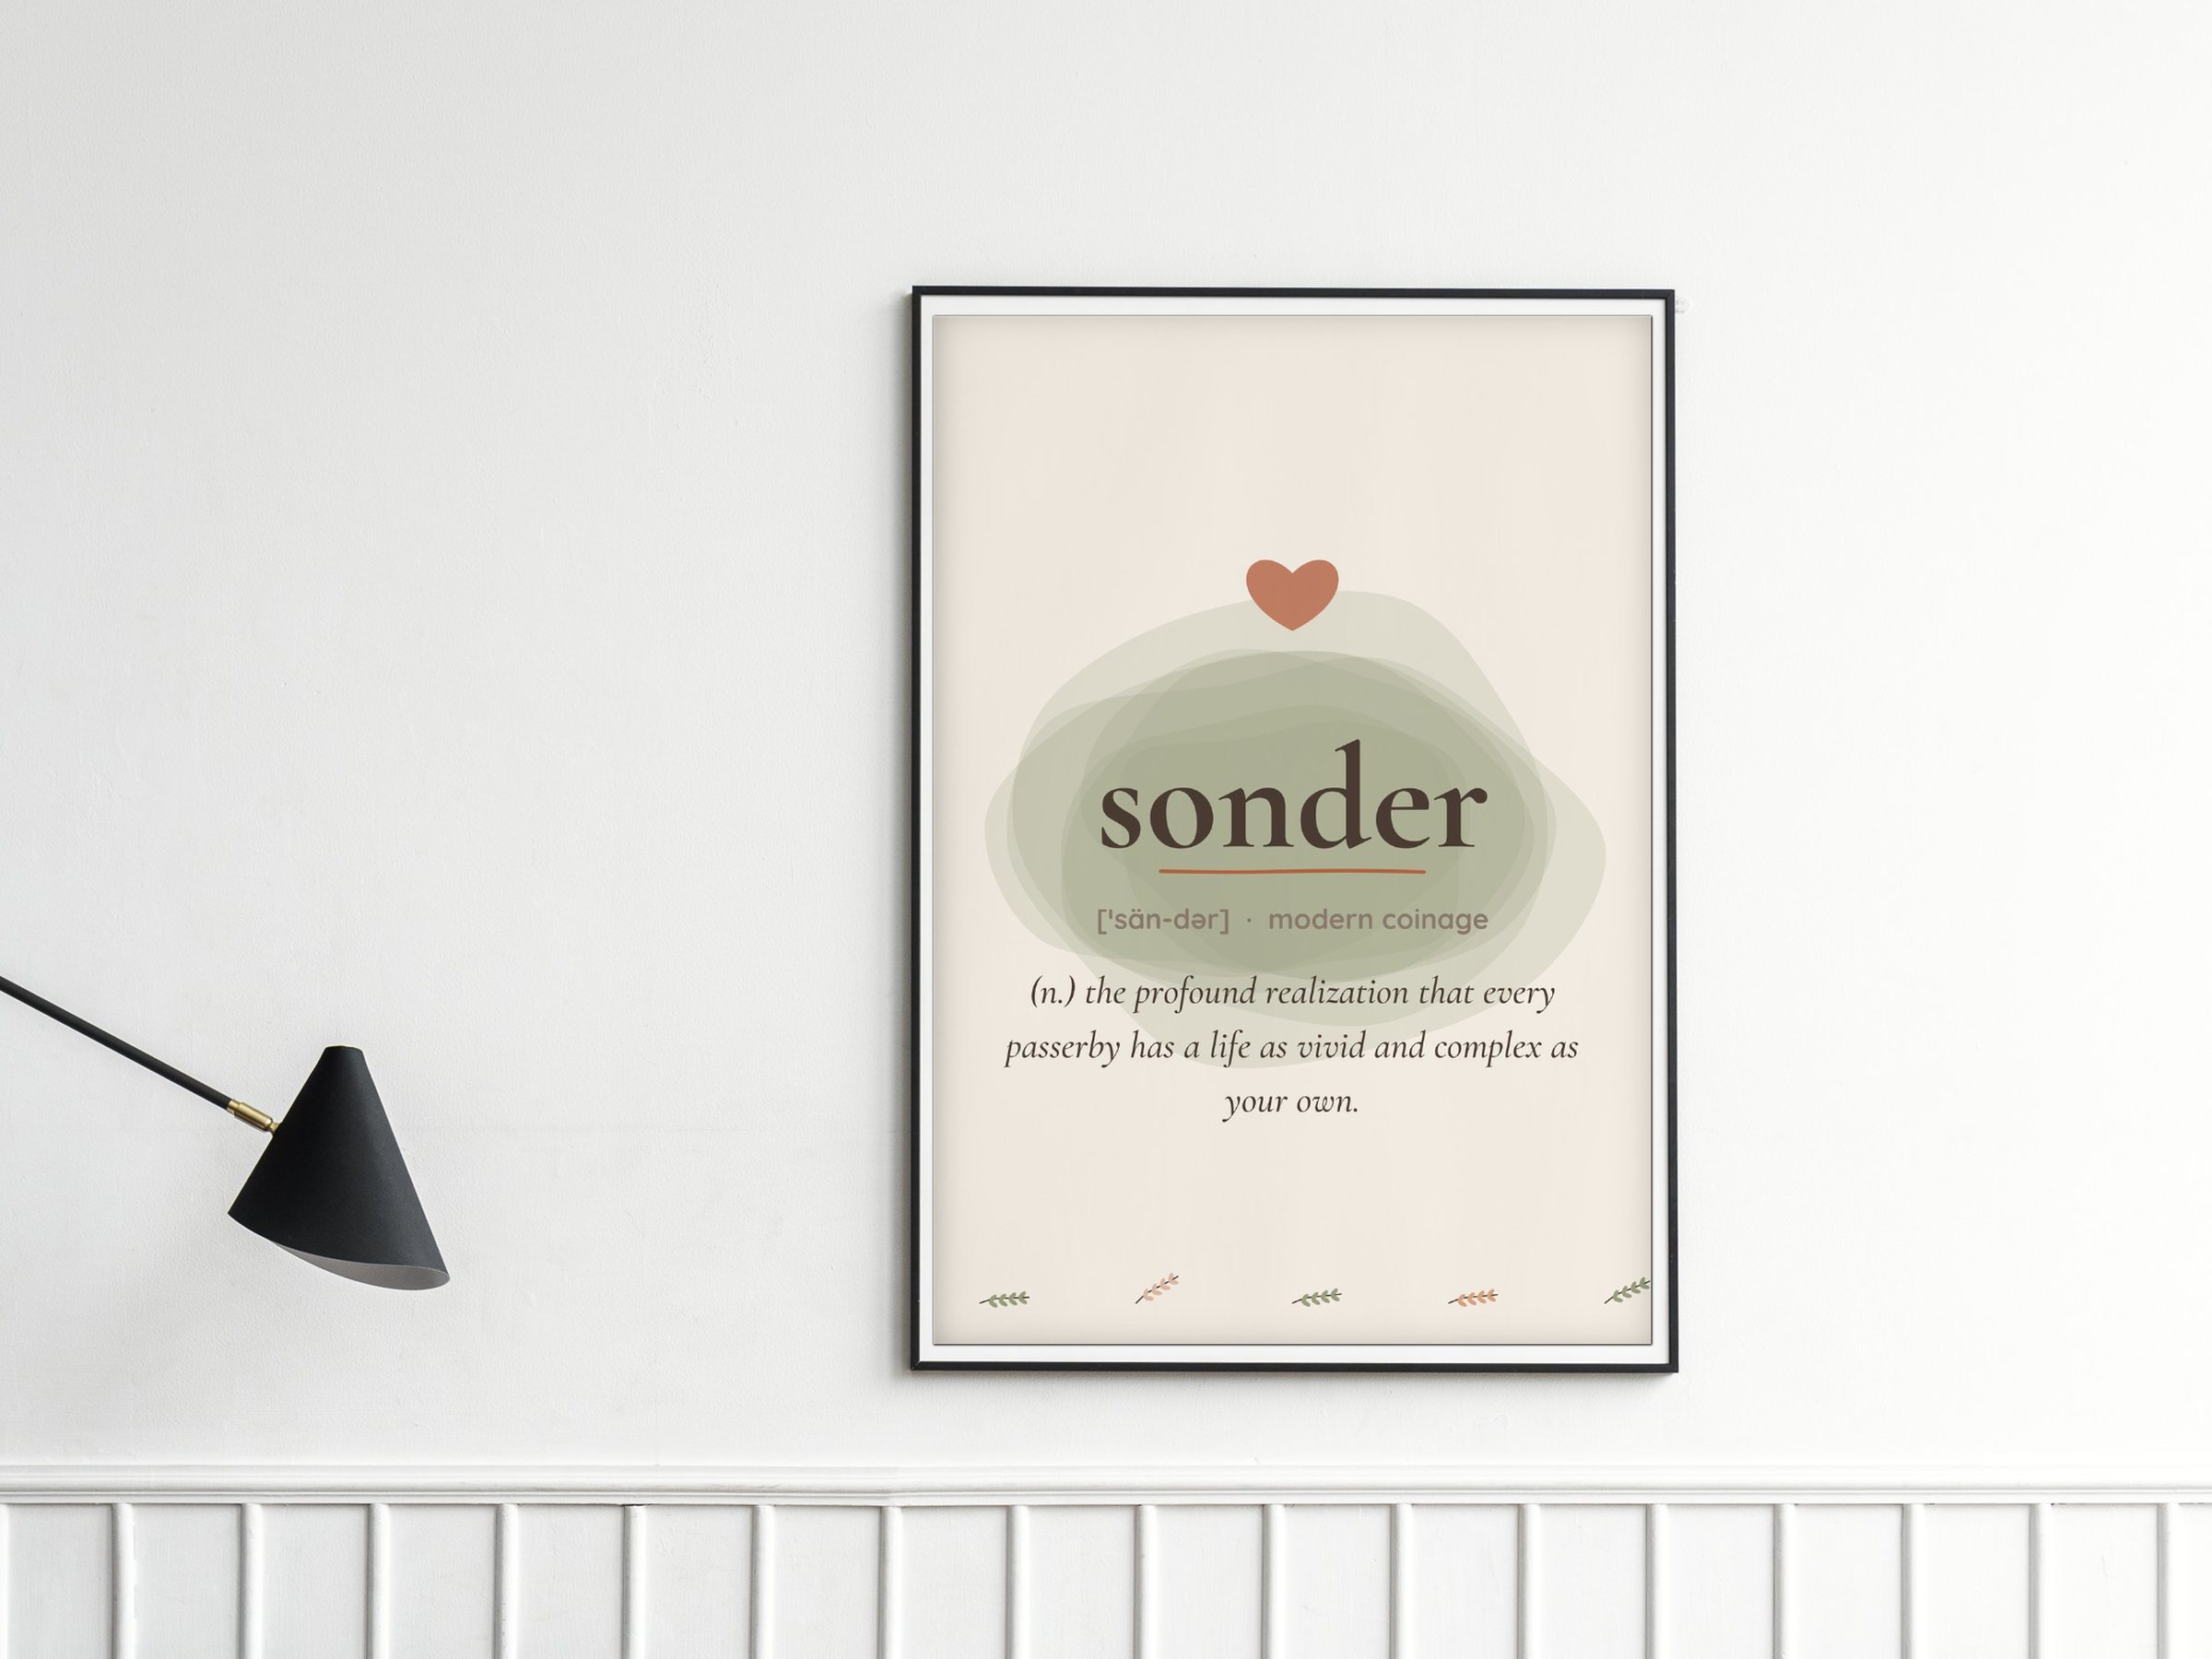 sonder
[ˈsän-dər] · modern coinage
(n.) the profound realization that every
passerby has a life as vivid and complex as
your own.